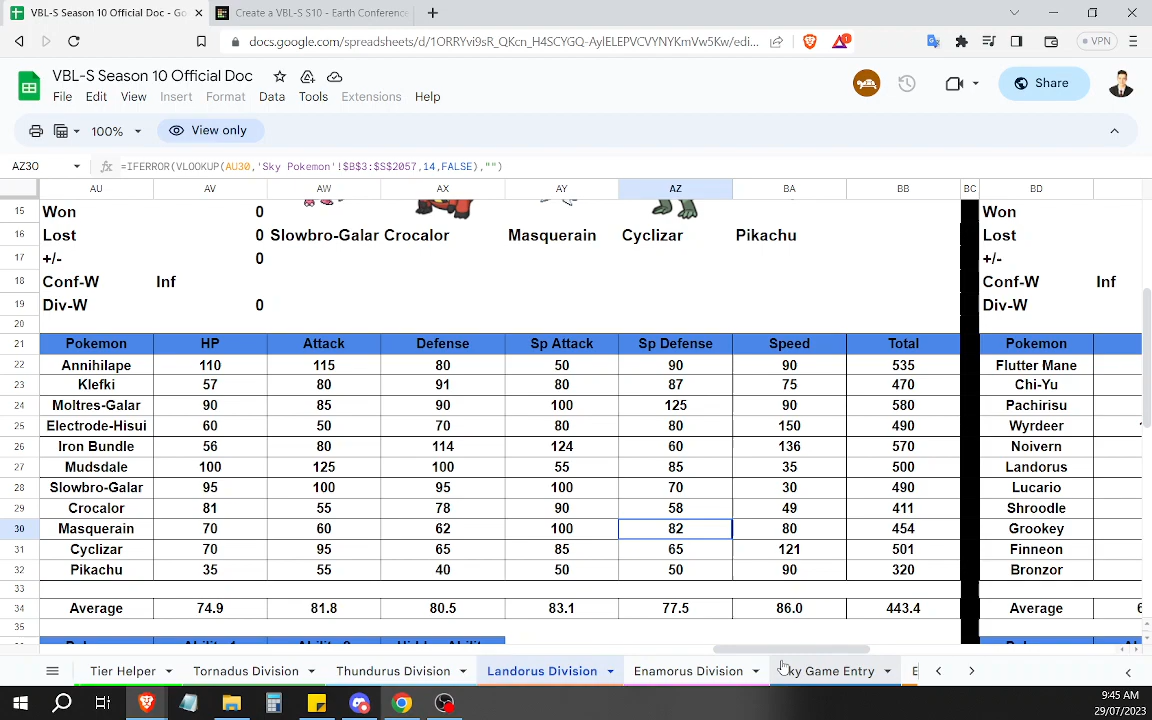 VBL-S Season 10 Official Doc - Go
Create a VBL-S S10 - Earth Conference
docs.google.com/spreadsheets/d/1ORRYvi9sR_QKcn_H4SCYGQ-AylELEPVCVYNYKmVw5Kw/edi...
VPN
VBL-S Season 10 Official Doc
File Edit View Insert Format Data Tools Extensions Help
Share
100% View only
AZ30 fx =IFERROR(VLOOKUP(AU30,'Sky Pokemon'!$B$3:$S$2057,14,FALSE),"")
AU AV AW AX AY AZ BA BB BC BD
15 Won 0 Won
16 Lost 0 Slowbro-Galar Crocalor Masquerain Cyclizar Pikachu Lost
17 +/- 0 +/-
18 Conf-W Inf Conf-W Inf
19 Div-W 0 Div-W
20
21 Pokemon HP Attack Defense Sp Attack Sp Defense Speed Total Pokemon
22 Annihilape 110 115 80 50 90 90 535 Flutter Mane
23 Klefki 57 80 91 80 87 75 470 Chi-Yu
24 Moltres-Galar 90 85 90 100 125 90 580 Pachirisu
25 Electrode-Hisui 60 50 70 80 80 150 490 Wyrdeer
26 Iron Bundle 56 80 114 124 60 136 570 Noivern
27 Mudsdale 100 125 100 55 85 35 500 Landorus
28 Slowbro-Galar 95 100 95 100 70 30 490 Lucario
29 Crocalor 81 55 78 90 58 49 411 Shroodle
30 Masquerain 70 60 62 100 82 80 454 Grookey
31 Cyclizar 70 95 65 85 65 121 501 Finneon
32 Pikachu 35 55 40 50 50 90 320 Bronzor
33
34 Average 74.9 81.8 80.5 83.1 77.5 86.0 443.4 Average
35
Tier Helper Tornadus Division Thundurus Division Landorus Division Enamorus Division ky Game Entry
9:45 AM
29/07/2023